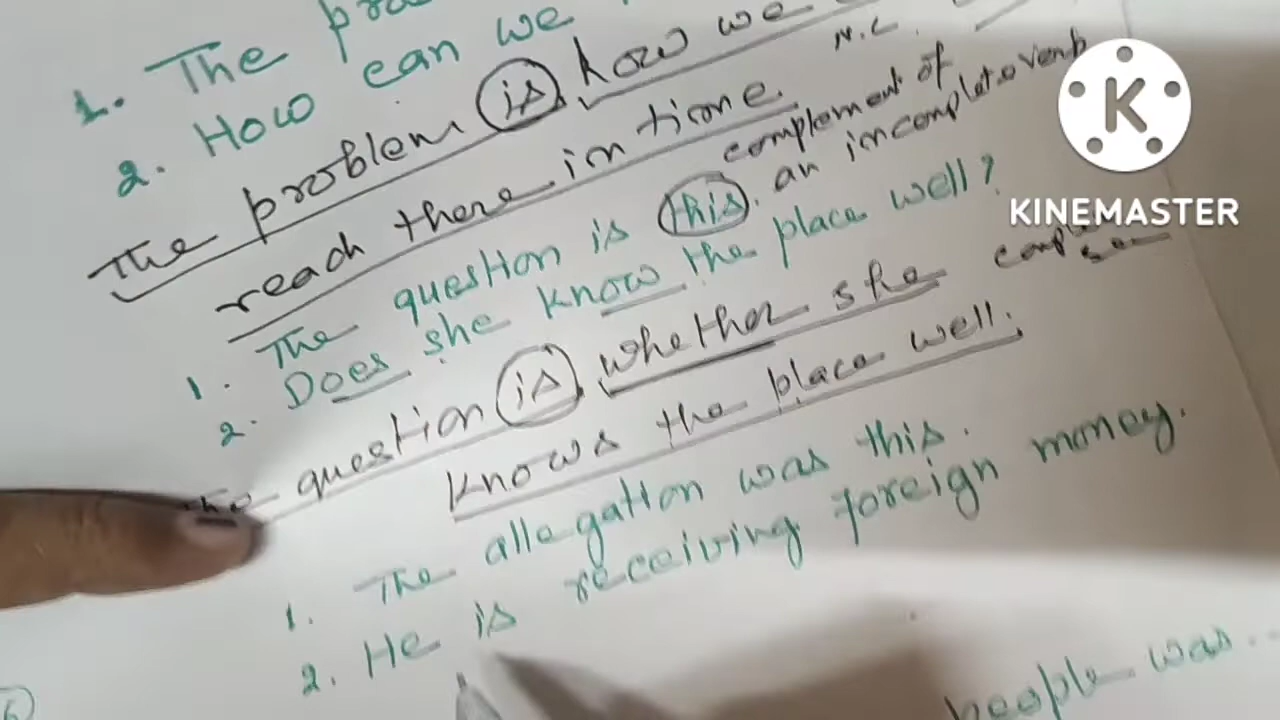 1. The
2. How can we
The problem is how we
reach there in time.
N.C.
complement of
an incomplete verb
1. The question is this.
2. Does she know the place well?
The question is whether she
knows the place well.
1. The allegation was this.
2. He is receiving foreign money.
people was
KINEMASTER